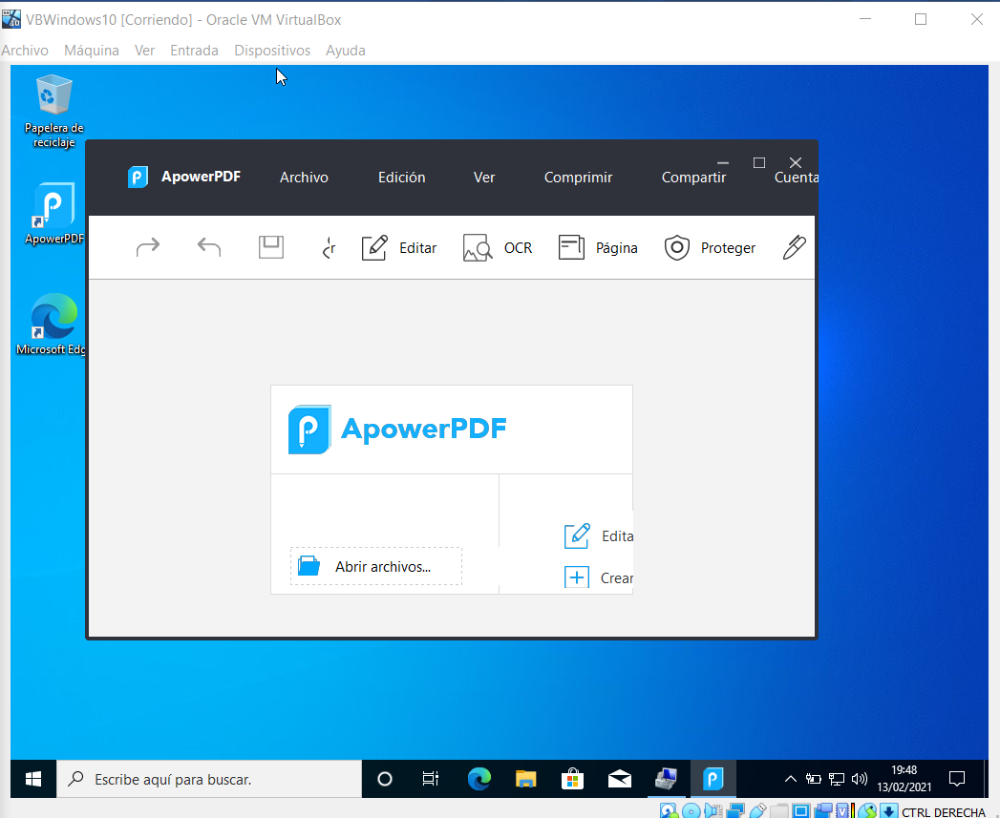 VBWindows10 [Corriendo] - Oracle VM VirtualBox
Archivo Máquina Ver Entrada Dispositivos Ayuda
Papelera de
reciclaje
ApowerPDF Archivo Edición Ver Comprimir Compartir Cuenta
ApowerPDF
r Editar OCR Página Proteger
Microsoft Edg
ApowerPDF
Edita
Abrir archivos...
Crear
Escribe aquí para buscar.
19:48
13/02/2021
CTRL DERECHA